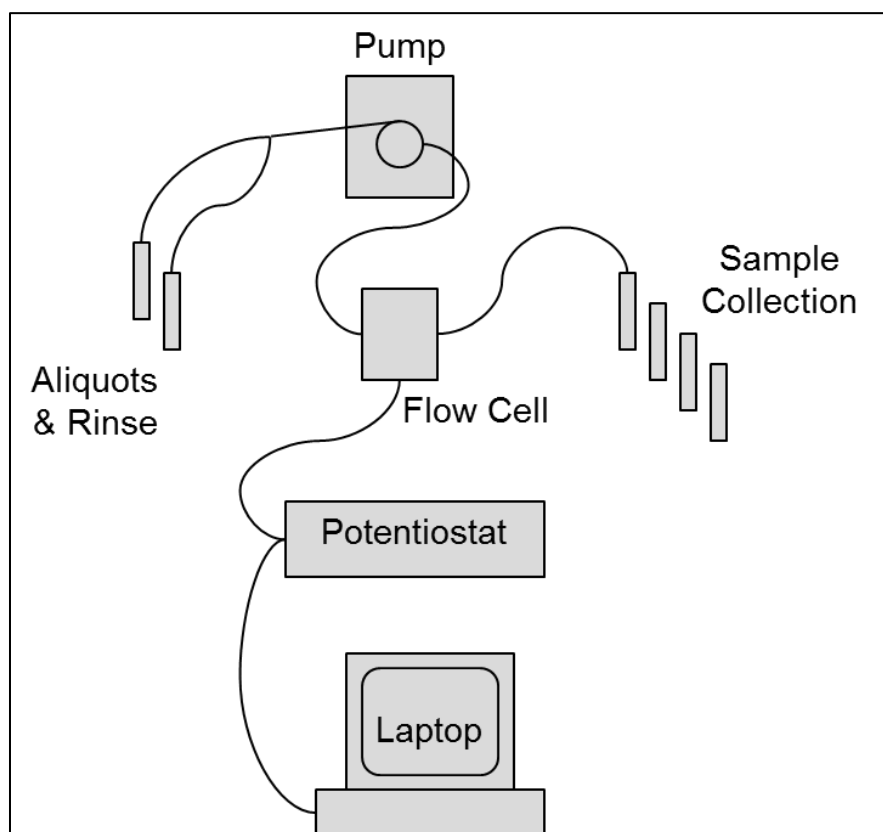 Pump
Sample
Collection
Aliquots
& Rinse
Flow Cell
Potentiostat
Laptop